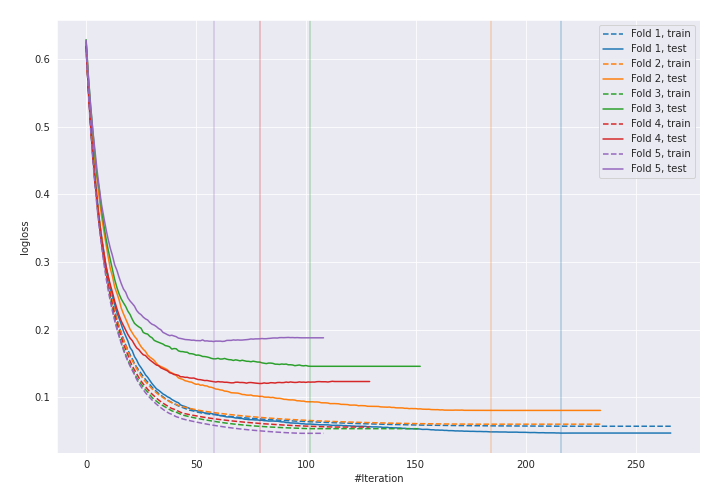 0.6
0.5
0.4
0.3
0.2
0.1
logloss
0
50
100
150
200
250
#Iteration
Fold 1, train
Fold 1, test
Fold 2, train
Fold 2, test
Fold 3, train
Fold 3, test
Fold 4, train
Fold 4, test
Fold 5, train
Fold 5, test